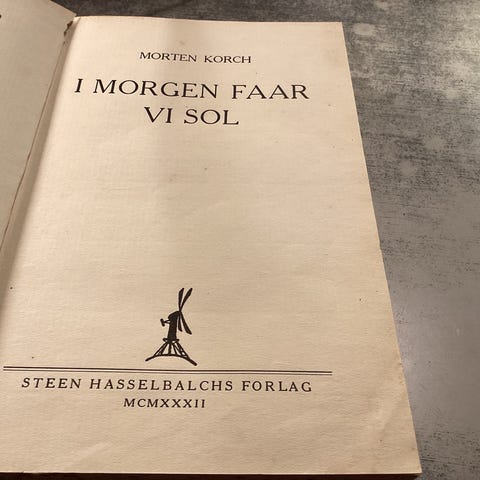 MORTEN KORCH
I MORGEN FAAR
VI SOL
STEEN HASSELBALCHS FORLAG
MCMXXXII